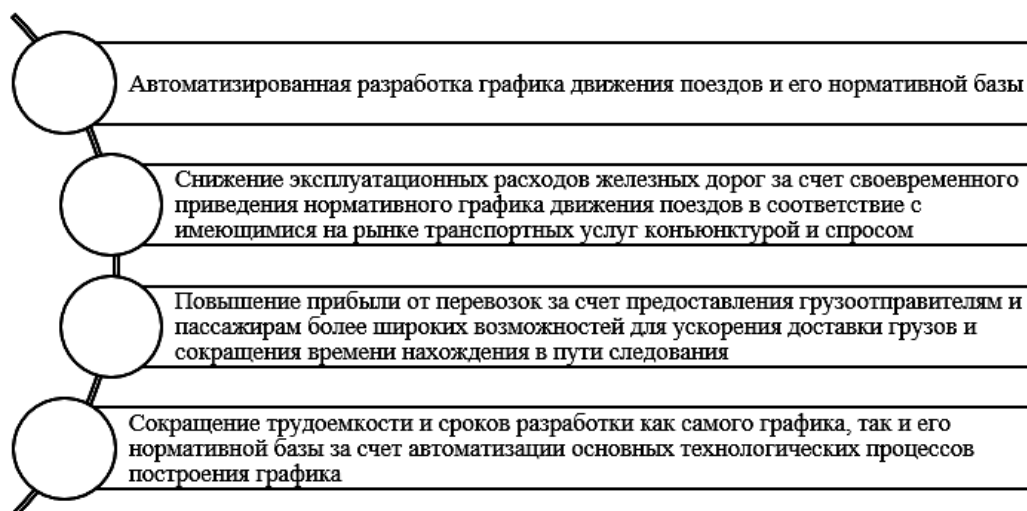 Автоматизированная разработка графика движения поездов и его нормативной базы
Снижение эксплуатационных расходов железных дорог за счет своевременного
приведения нормативного графика движения поездов в соответствие с
имеющимися на рынке транспортных услуг конъюнктурой и спросом
Повышение прибыли от перевозок за счет предоставления грузоотправителям и
пассажирам более широких возможностей для ускорения доставки грузов и
сокращения времени нахождения в пути следования
Сокращение трудоемкости и сроков разработки как самого графика, так и его
нормативной базы за счет автоматизации основных технологических процессов
построения графика